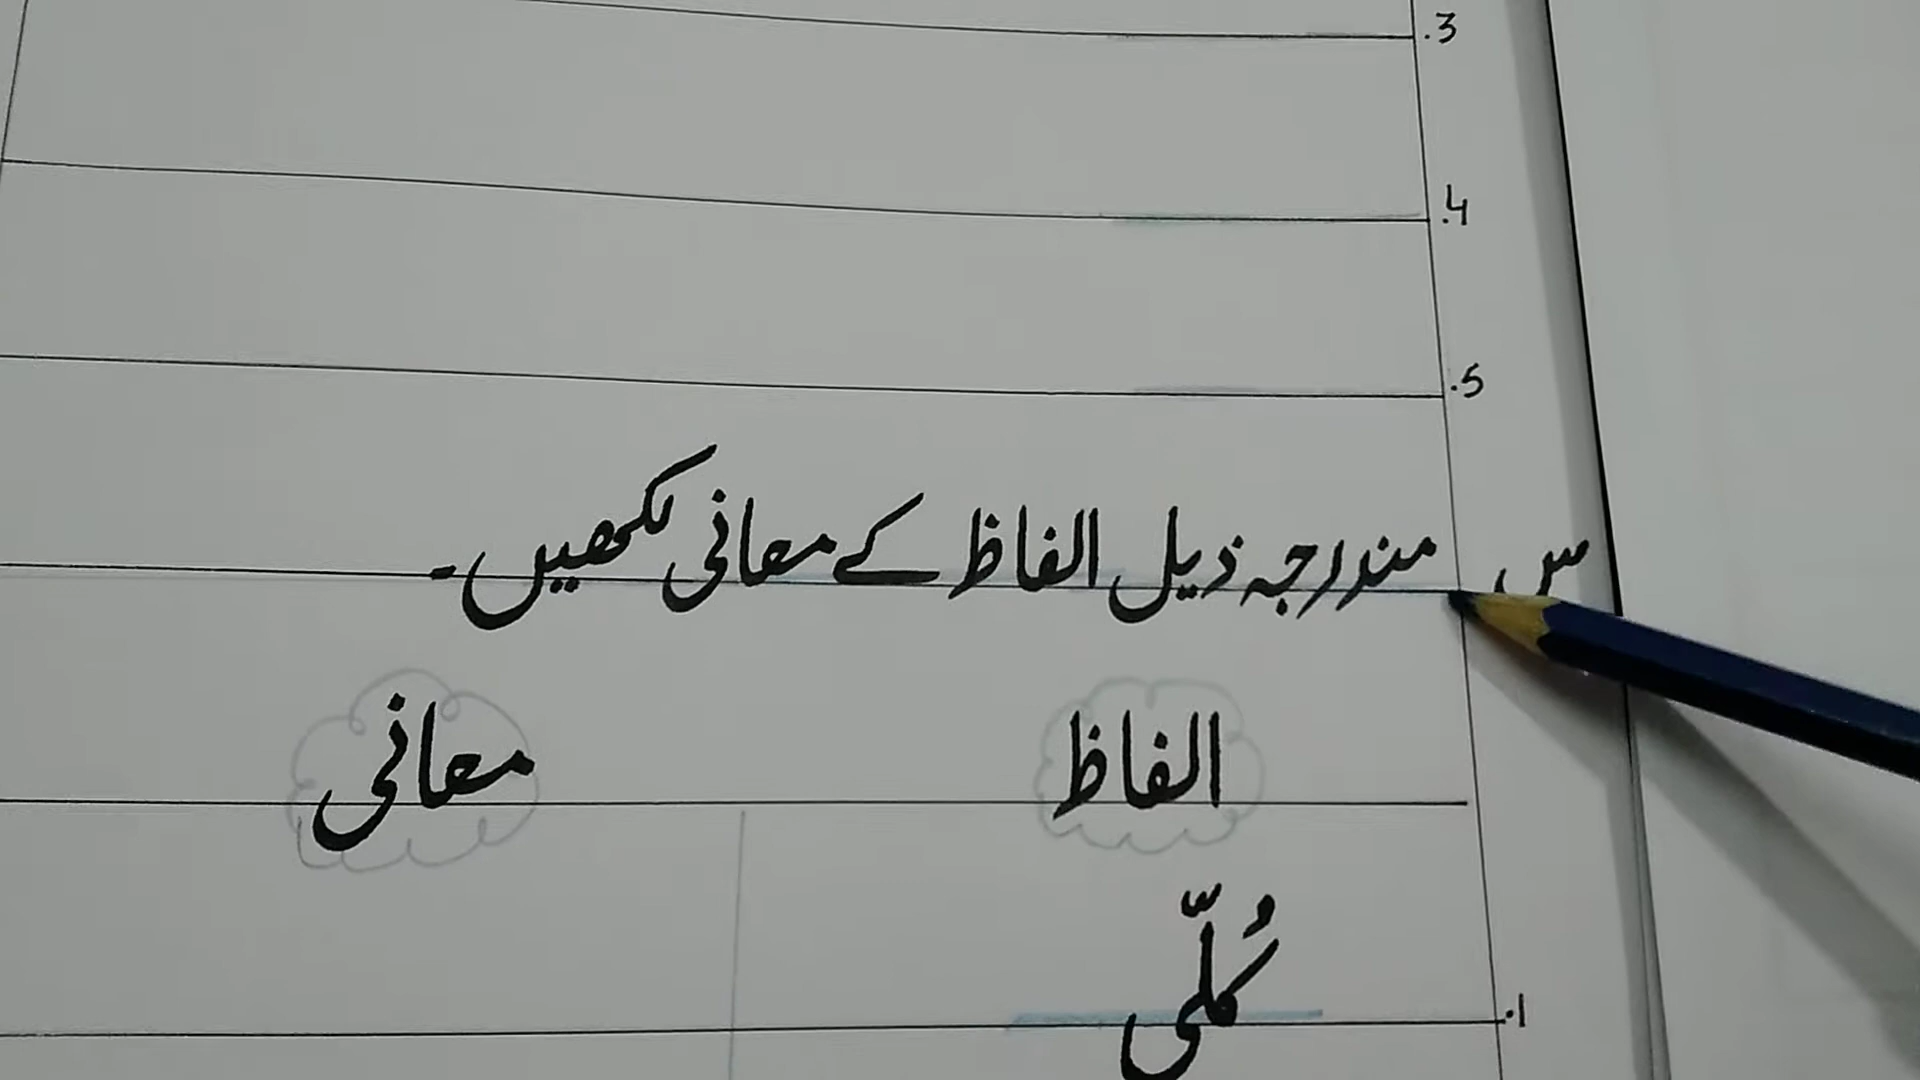 .3
.4
.5
س مندرجہ ذیل الفاظ کے معانی لکھیں۔
الفاظ معانی
.1 کُلّی